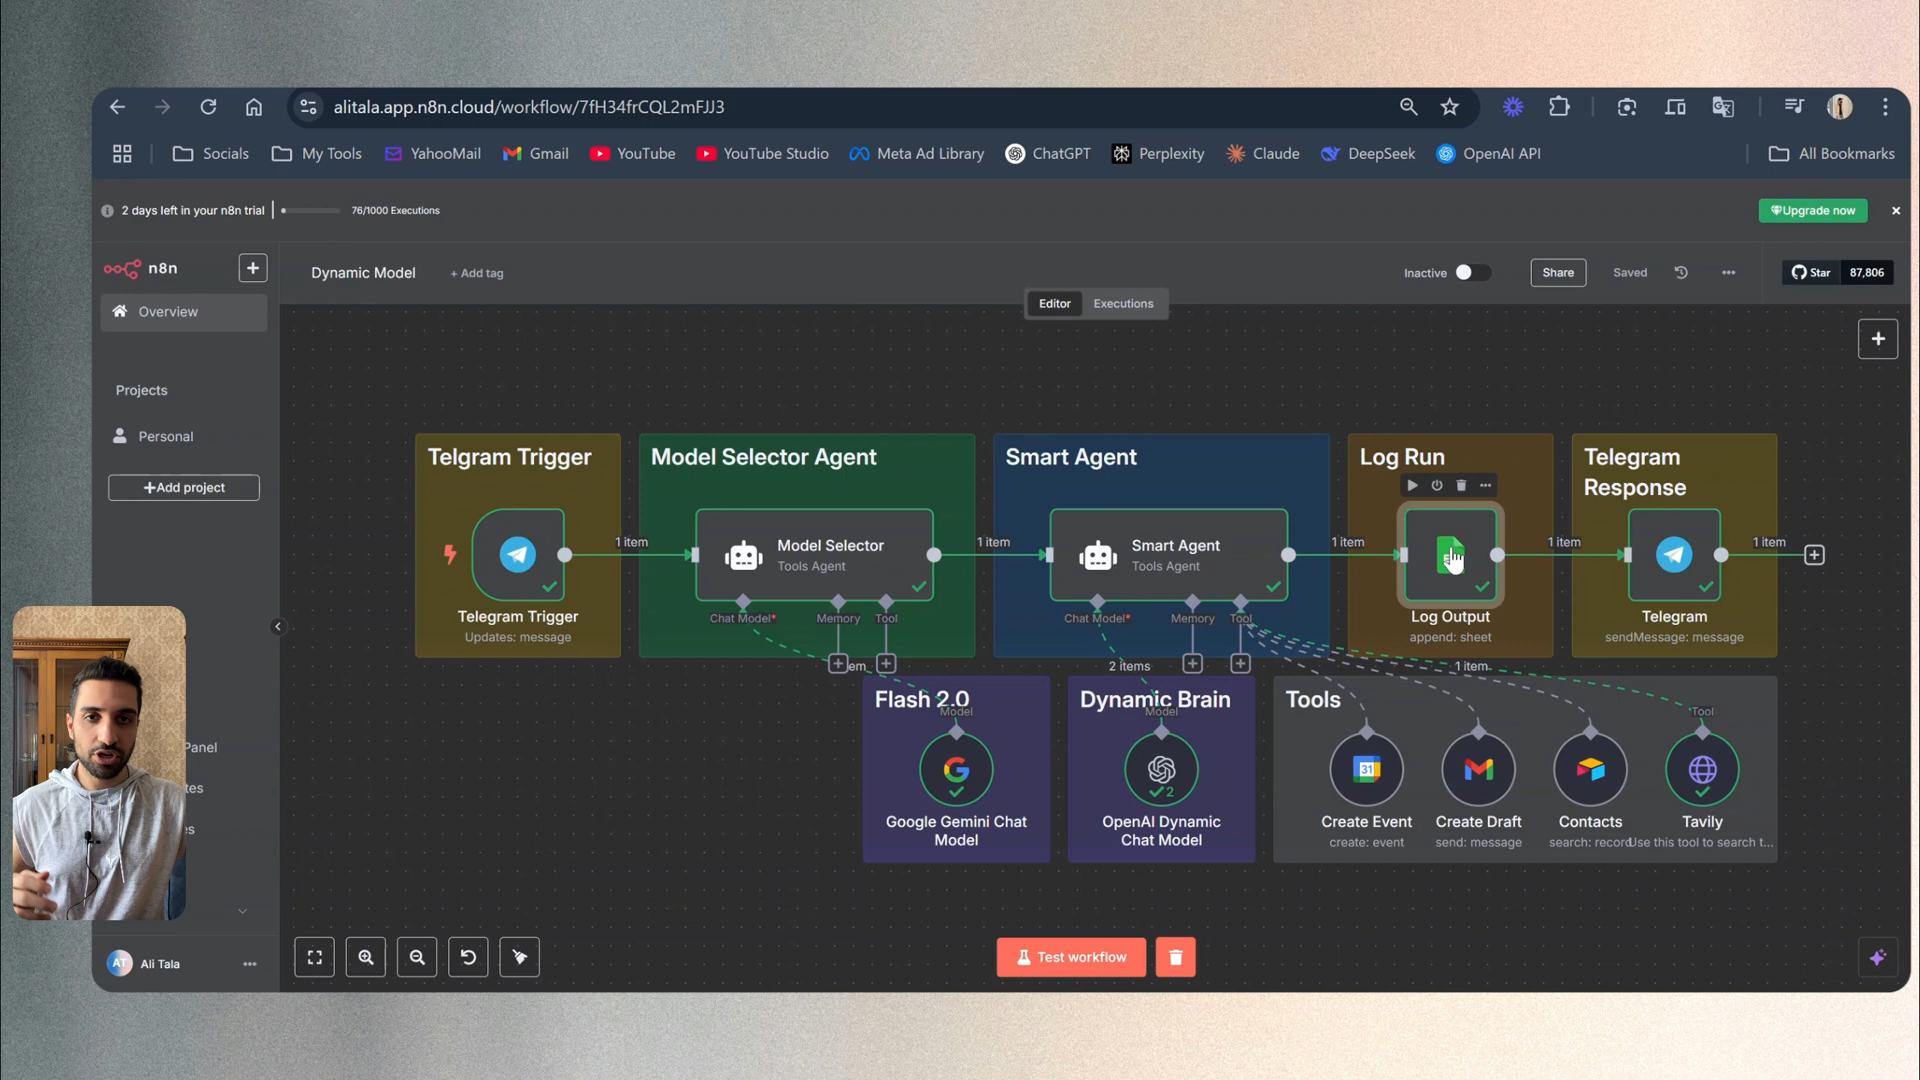 alitala.app.n8n.cloud/workflow/7fH34frCQL2mFJJ3
Socials
My Tools
YahooMail
Gmail
YouTube
YouTube Studio
Meta Ad Library
ChatGPT
Perplexity
Claude
DeepSeek
OpenAI API
All Bookmarks
2 days left in your n8n trial
76/1000 Executions
Upgrade now
n8n
Dynamic Model
+ Add tag
Inactive
Share
Saved
Star
87,806
Editor
Executions
Overview
Projects
Personal
+Add project
Panel
Ali Tala
AT
Telgram Trigger
Telegram Trigger
Updates: message
1 item
Model Selector Agent
Model Selector
Tools Agent
Chat Model*
Memory
Tool
1 item
Smart Agent
Smart Agent
Tools Agent
Chat Model*
Memory
Tool
1 item
Log Run
Log Output
append: sheet
1 item
Telegram
Response
Telegram
sendMessage: message
1 item
em
2 items
1 item
Flash 2.0
Model
Google Gemini Chat
Model
Dynamic Brain
Model
2
OpenAI Dynamic
Chat Model
Tools
Tool
31
Create Event
create: event
Create Draft
send: message
Contacts
search: record
Tavily
Use this tool to search t...
Test workflow